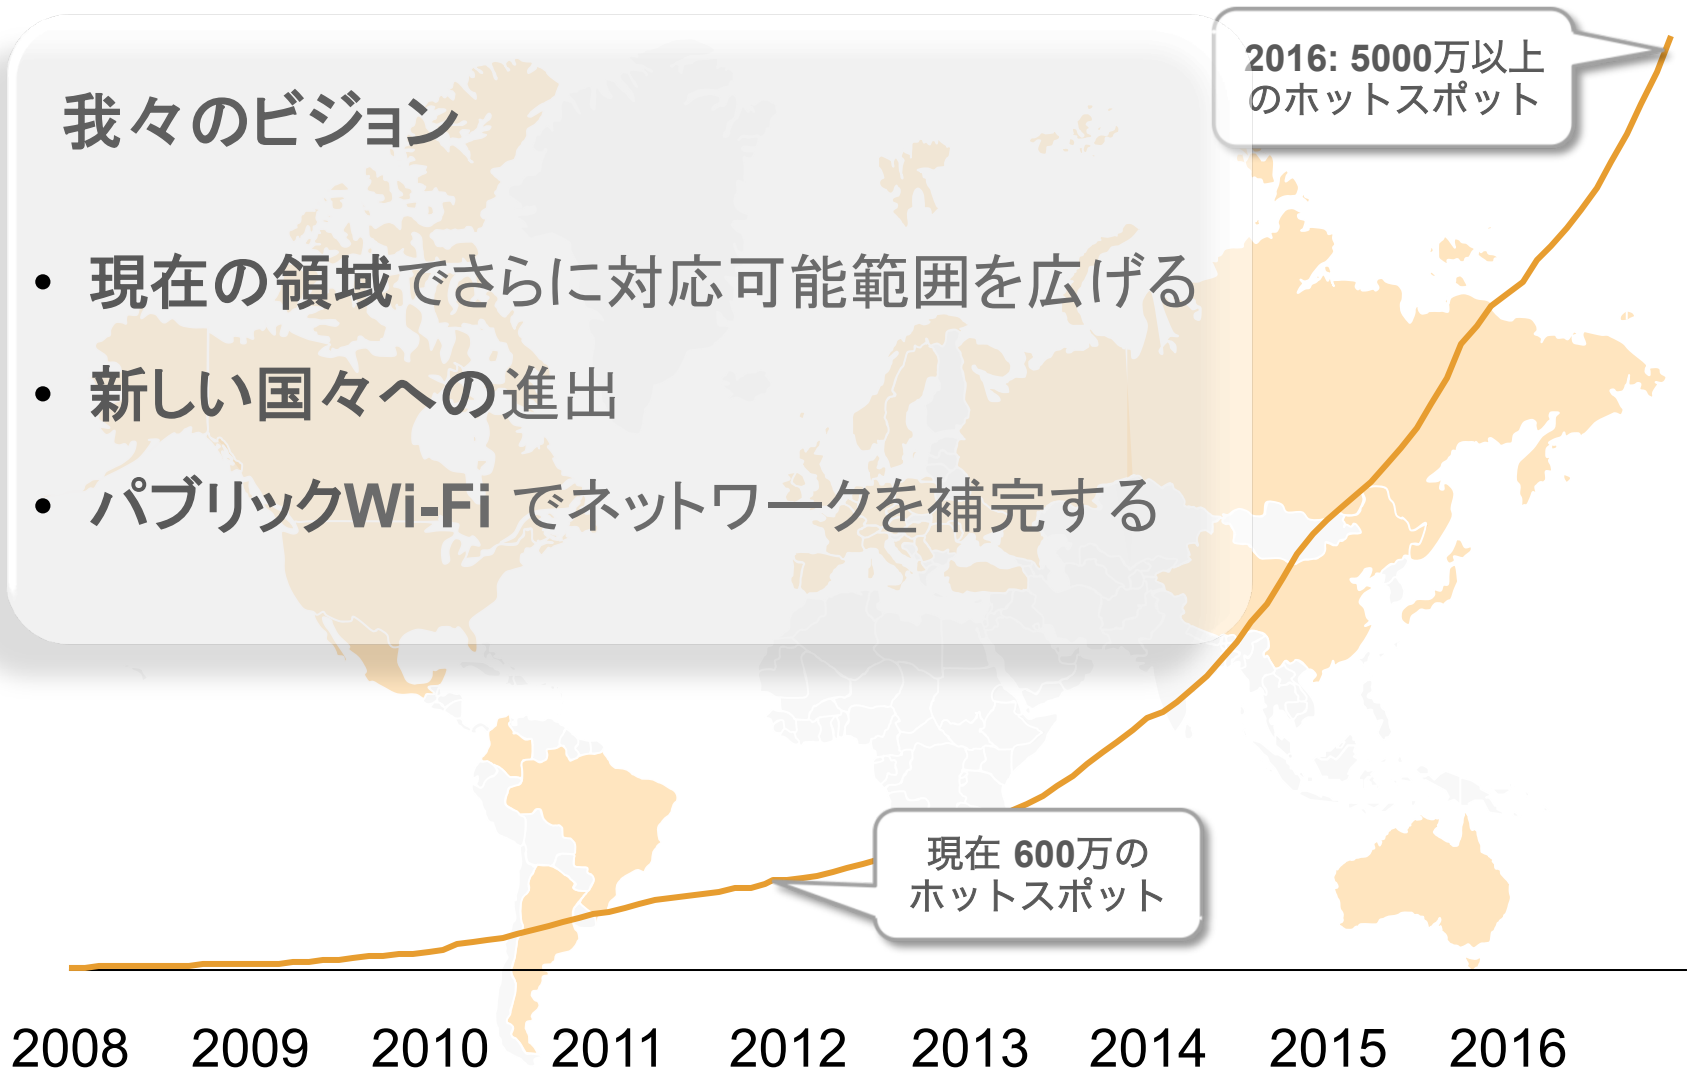 2016: 5000万以上
のホットスポット
我々のビジョン
• 現在の領域でさらに対応可能範囲を広げる
• 新しい国々への進出
• パブリックWi-Fi でネットワークを補完する
現在 600万の
ホットスポット
2008 2009 2010 2011 2012 2013 2014 2015 2016